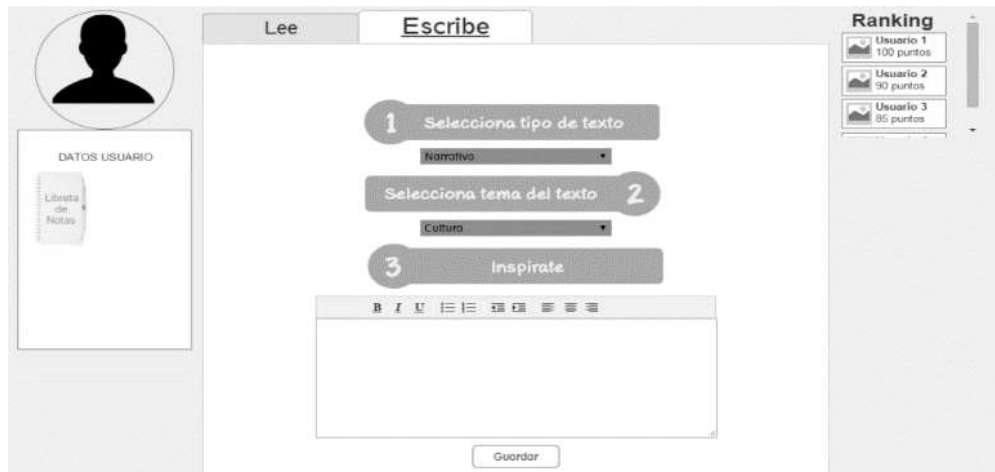 Lee
Escribe
DATOS USUARIO
Libreta
de
Notas
1 Selecciona tipo de texto
Narrativo
Selecciona tema del texto 2
Cultura
3 Inspirate
B I U
Guardar
Ranking
Usuario 1
100 puntos
Usuario 2
90 puntos
Usuario 3
85 puntos